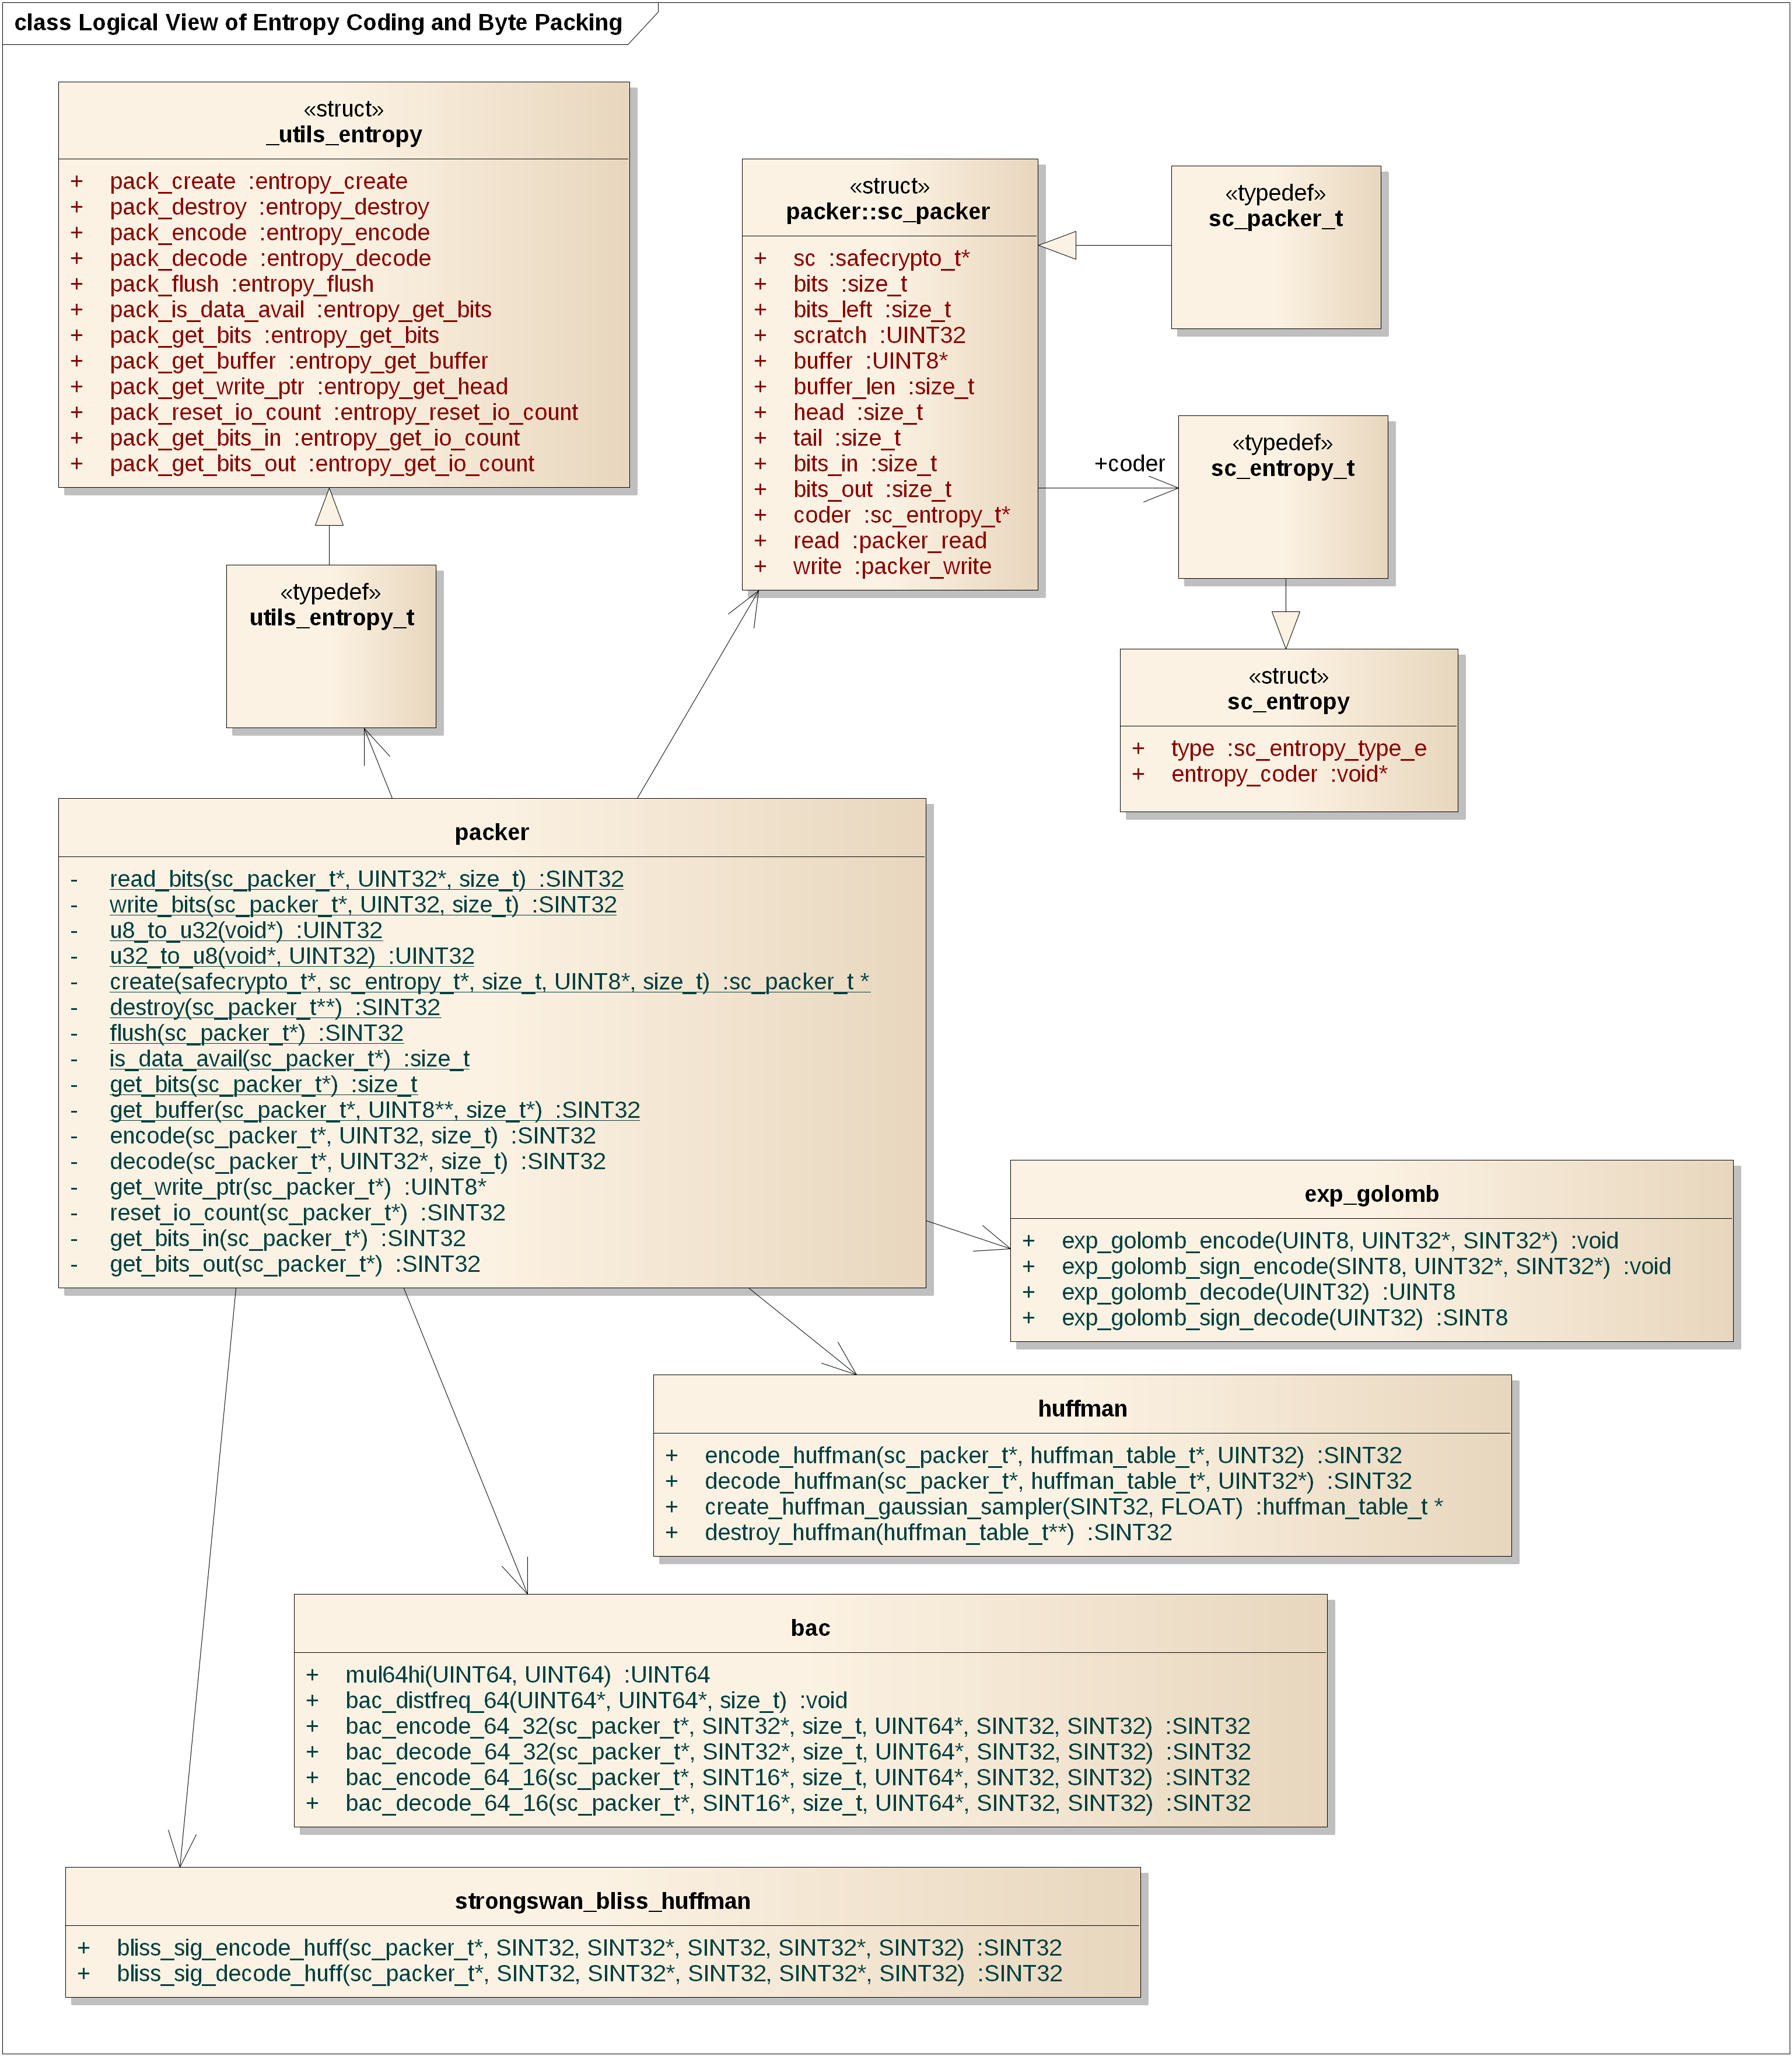 class Logical View of Entropy Coding and Byte Packing
«struct»
_utils_entropy
+ pack_create :entropy_create
+ pack_destroy :entropy_destroy
+ pack_encode :entropy_encode
+ pack_decode :entropy_decode
+ pack_flush :entropy_flush
+ pack_is_data_avail :entropy_get_bits
+ pack_get_bits :entropy_get_bits
+ pack_get_buffer :entropy_get_buffer
+ pack_get_write_ptr :entropy_get_head
+ pack_reset_io_count :entropy_reset_io_count
+ pack_get_bits_in :entropy_get_io_count
+ pack_get_bits_out :entropy_get_io_count
«struct»
packer::sc_packer
+ sc :safecrypto_t*
+ bits :size_t
+ bits_left :size_t
+ scratch :UINT32
+ buffer :UINT8*
+ buffer_len :size_t
+ head :size_t
+ tail :size_t
+ bits_in :size_t
+ bits_out :size_t
+ coder :sc_entropy_t*
+ read :packer_read
+ write :packer_write
«typedef»
sc_packer_t
+coder
«typedef»
sc_entropy_t
«typedef»
utils_entropy_t
«struct»
sc_entropy
+ type :sc_entropy_type_e
+ entropy_coder :void*
packer
- read_bits(sc_packer_t*, UINT32*, size_t) :SINT32
- write_bits(sc_packer_t*, UINT32, size_t) :SINT32
- u8_to_u32(void*) :UINT32
- u32_to_u8(void*, UINT32) :UINT32
- create(safecrypto_t*, sc_entropy_t*, size_t, UINT8*, size_t) :sc_packer_t *
- destroy(sc_packer_t**) :SINT32
- flush(sc_packer_t*) :SINT32
- is_data_avail(sc_packer_t*) :size_t
- get_bits(sc_packer_t*) :size_t
- get_buffer(sc_packer_t*, UINT8**, size_t*) :SINT32
- encode(sc_packer_t*, UINT32, size_t) :SINT32
- decode(sc_packer_t*, UINT32*, size_t) :SINT32
- get_write_ptr(sc_packer_t*) :UINT8*
- reset_io_count(sc_packer_t*) :SINT32
- get_bits_in(sc_packer_t*) :SINT32
- get_bits_out(sc_packer_t*) :SINT32
exp_golomb
+ exp_golomb_encode(UINT8, UINT32*, SINT32*) :void
+ exp_golomb_sign_encode(SINT8, UINT32*, SINT32*) :void
+ exp_golomb_decode(UINT32) :UINT8
+ exp_golomb_sign_decode(UINT32) :SINT8
huffman
+ encode_huffman(sc_packer_t*, huffman_table_t*, UINT32) :SINT32
+ decode_huffman(sc_packer_t*, huffman_table_t*, UINT32*) :SINT32
+ create_huffman_gaussian_sampler(SINT32, FLOAT) :huffman_table_t *
+ destroy_huffman(huffman_table_t**) :SINT32
bac
+ mul64hi(UINT64, UINT64) :UINT64
+ bac_distfreq_64(UINT64*, UINT64*, size_t) :void
+ bac_encode_64_32(sc_packer_t*, SINT32*, size_t, UINT64*, SINT32, SINT32) :SINT32
+ bac_decode_64_32(sc_packer_t*, SINT32*, size_t, UINT64*, SINT32, SINT32) :SINT32
+ bac_encode_64_16(sc_packer_t*, SINT16*, size_t, UINT64*, SINT32, SINT32) :SINT32
+ bac_decode_64_16(sc_packer_t*, SINT16*, size_t, UINT64*, SINT32, SINT32) :SINT32
strongswan_bliss_huffman
+ bliss_sig_encode_huff(sc_packer_t*, SINT32, SINT32*, SINT32, SINT32*, SINT32) :SINT32
+ bliss_sig_decode_huff(sc_packer_t*, SINT32, SINT32*, SINT32, SINT32*, SINT32) :SINT32